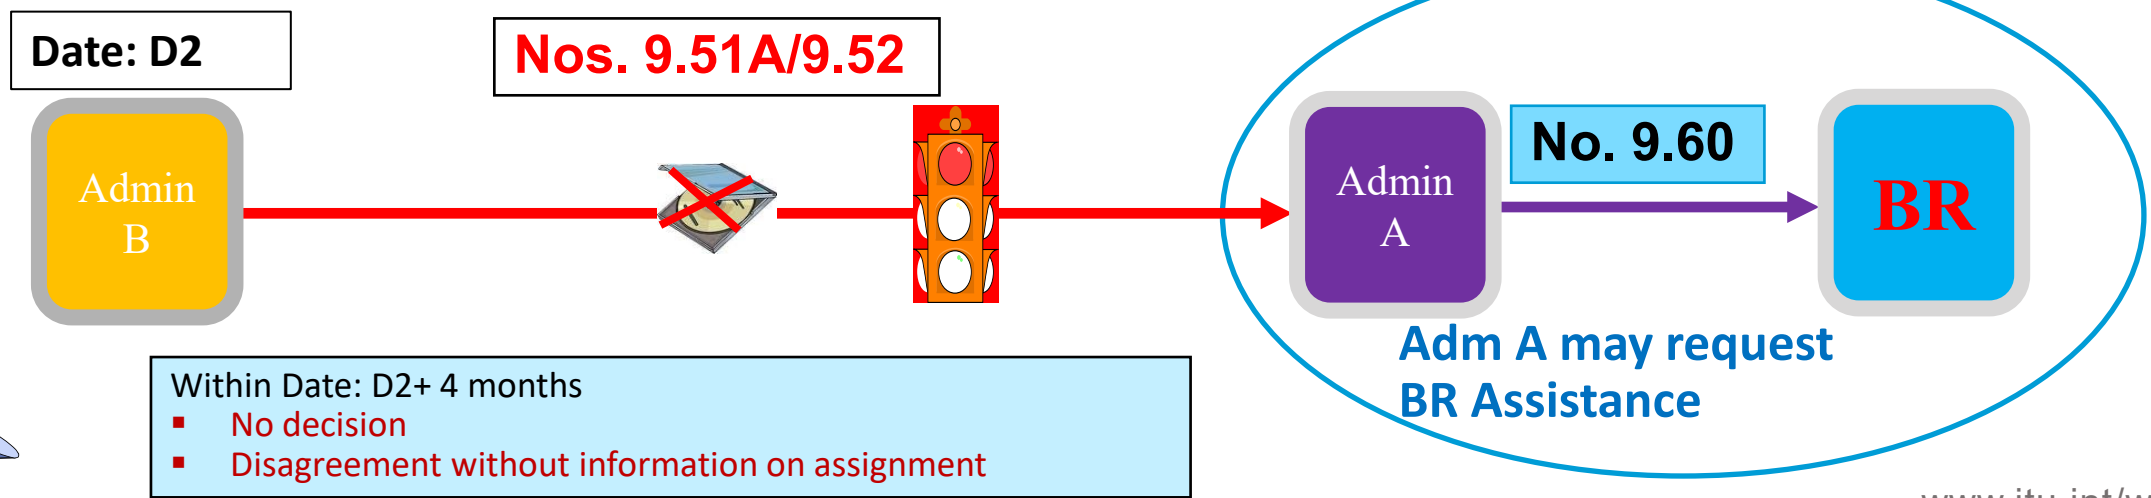 Date: D2
Nos. 9.51A/9.52
Admin
B
Admin
A
No. 9.60
BR
Adm A may request
BR Assistance
Within Date: D2+ 4 months
▪ No decision
▪ Disagreement without information on assignment